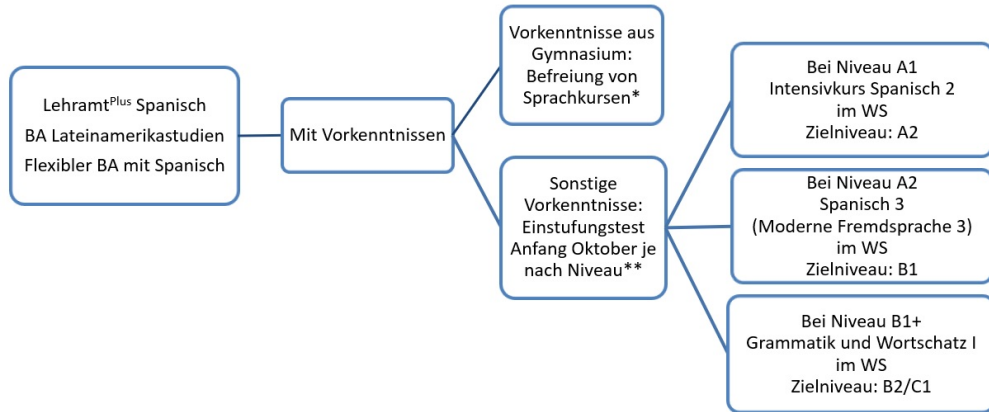 Lehramtᴾˡᵘˢ Spanisch
BA Lateinamerikastudien
Flexibler BA mit Spanisch
Mit Vorkenntnissen
Vorkenntnisse aus
Gymnasium:
Befreiung von
Sprachkursen*
Sonstige
Vorkenntnisse:
Einstufungstest
Anfang Oktober je
nach Niveau**
Bei Niveau A1
Intensivkurs Spanisch 2
im WS
Zielniveau: A2
Bei Niveau A2
Spanisch 3
(Moderne Fremdsprache 3)
im WS
Zielniveau: B1
Bei Niveau B1+
Grammatik und Wortschatz I
im WS
Zielniveau: B2/C1